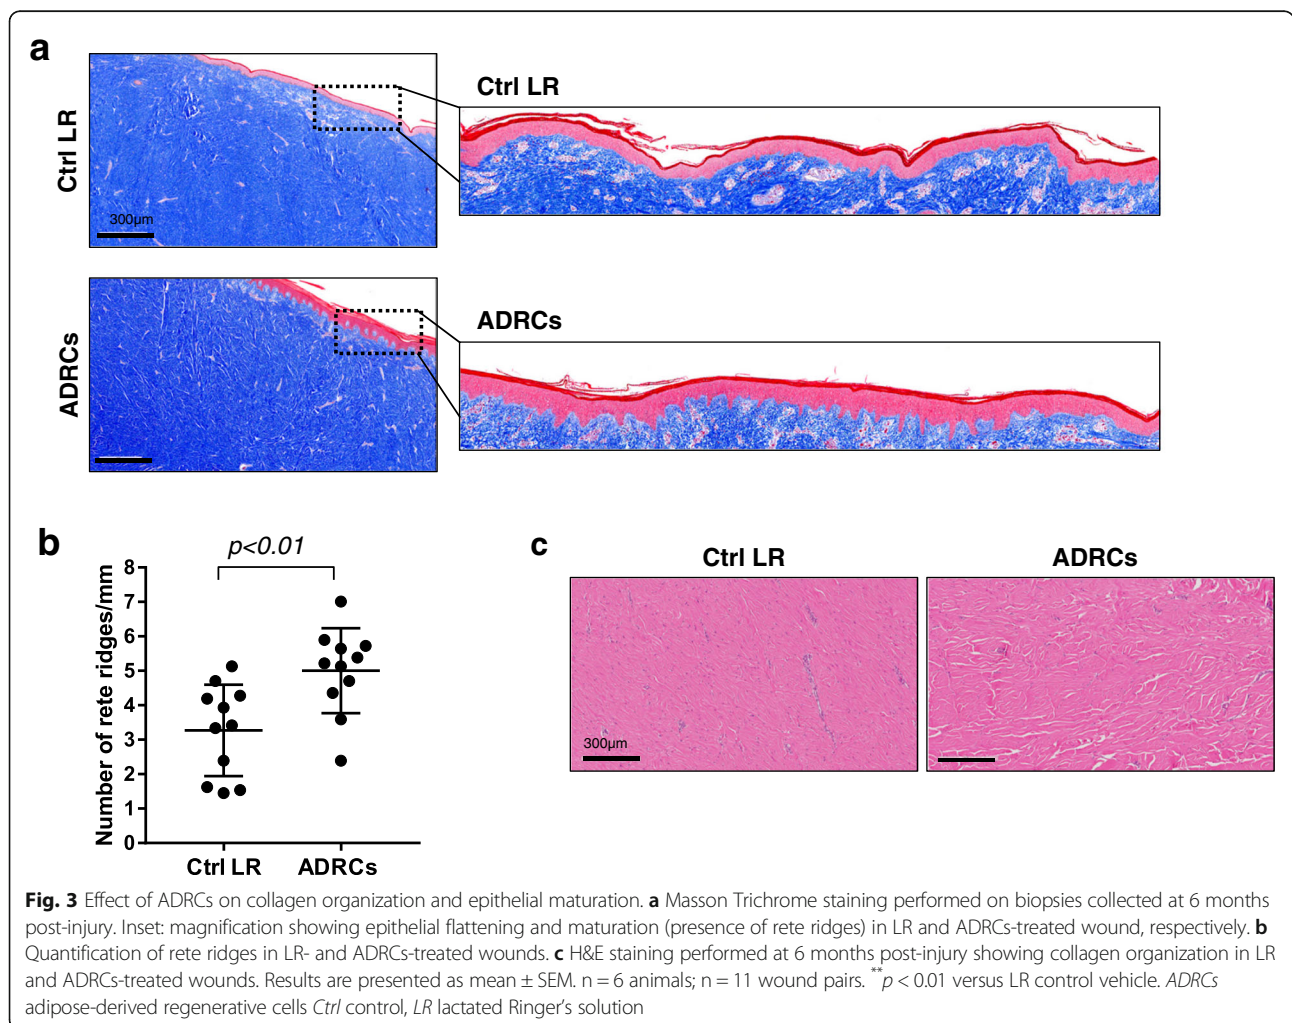 a
Ctrl LR
300µm
Ctrl LR
ADRCs
ADRCs
b
p<0.01
Number of rete ridges/mm
8
7
6
5
4
3
2
1
0
Ctrl LR
ADRCs
c
Ctrl LR
ADRCs
300µm
Fig. 3 Effect of ADRCs on collagen organization and epithelial maturation. a Masson Trichrome staining performed on biopsies collected at 6 months
post-injury. Inset: magnification showing epithelial flattening and maturation (presence of rete ridges) in LR and ADRCs-treated wound, respectively. b
Quantification of rete ridges in LR- and ADRCs-treated wounds. c H&E staining performed at 6 months post-injury showing collagen organization in LR
and ADRCs-treated wounds. Results are presented as mean ± SEM. n = 6 animals; n = 11 wound pairs. **p < 0.01 versus LR control vehicle. ADRCs
adipose-derived regenerative cells Ctrl control, LR lactated Ringer's solution